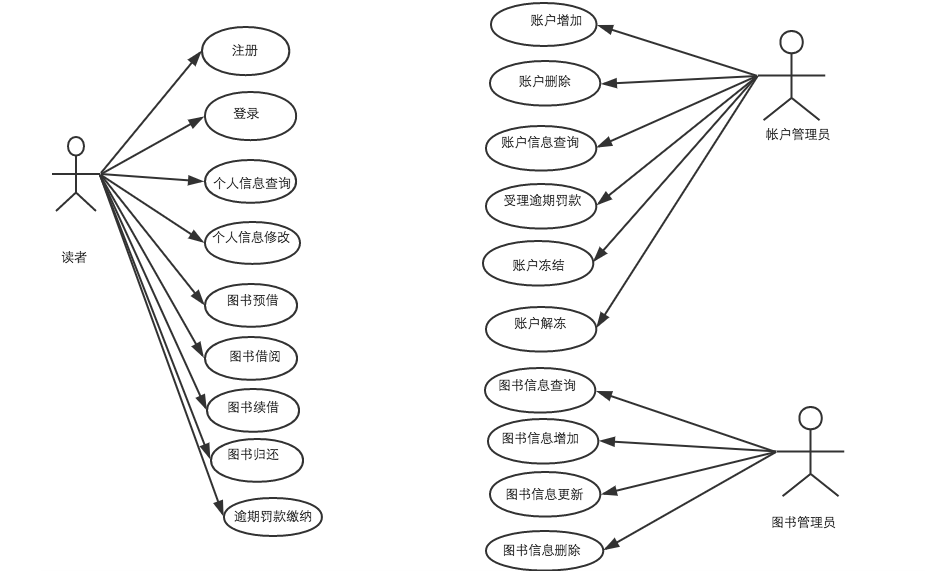 注册
登录
个人信息查询
个人信息修改
图书预借
图书借阅
图书续借
图书归还
逾期罚款缴纳
读者
账户增加
账户删除
账户信息查询
受理逾期罚款
账户冻结
账户解冻
帐户管理员
图书信息查询
图书信息增加
图书信息更新
图书信息删除
图书管理员